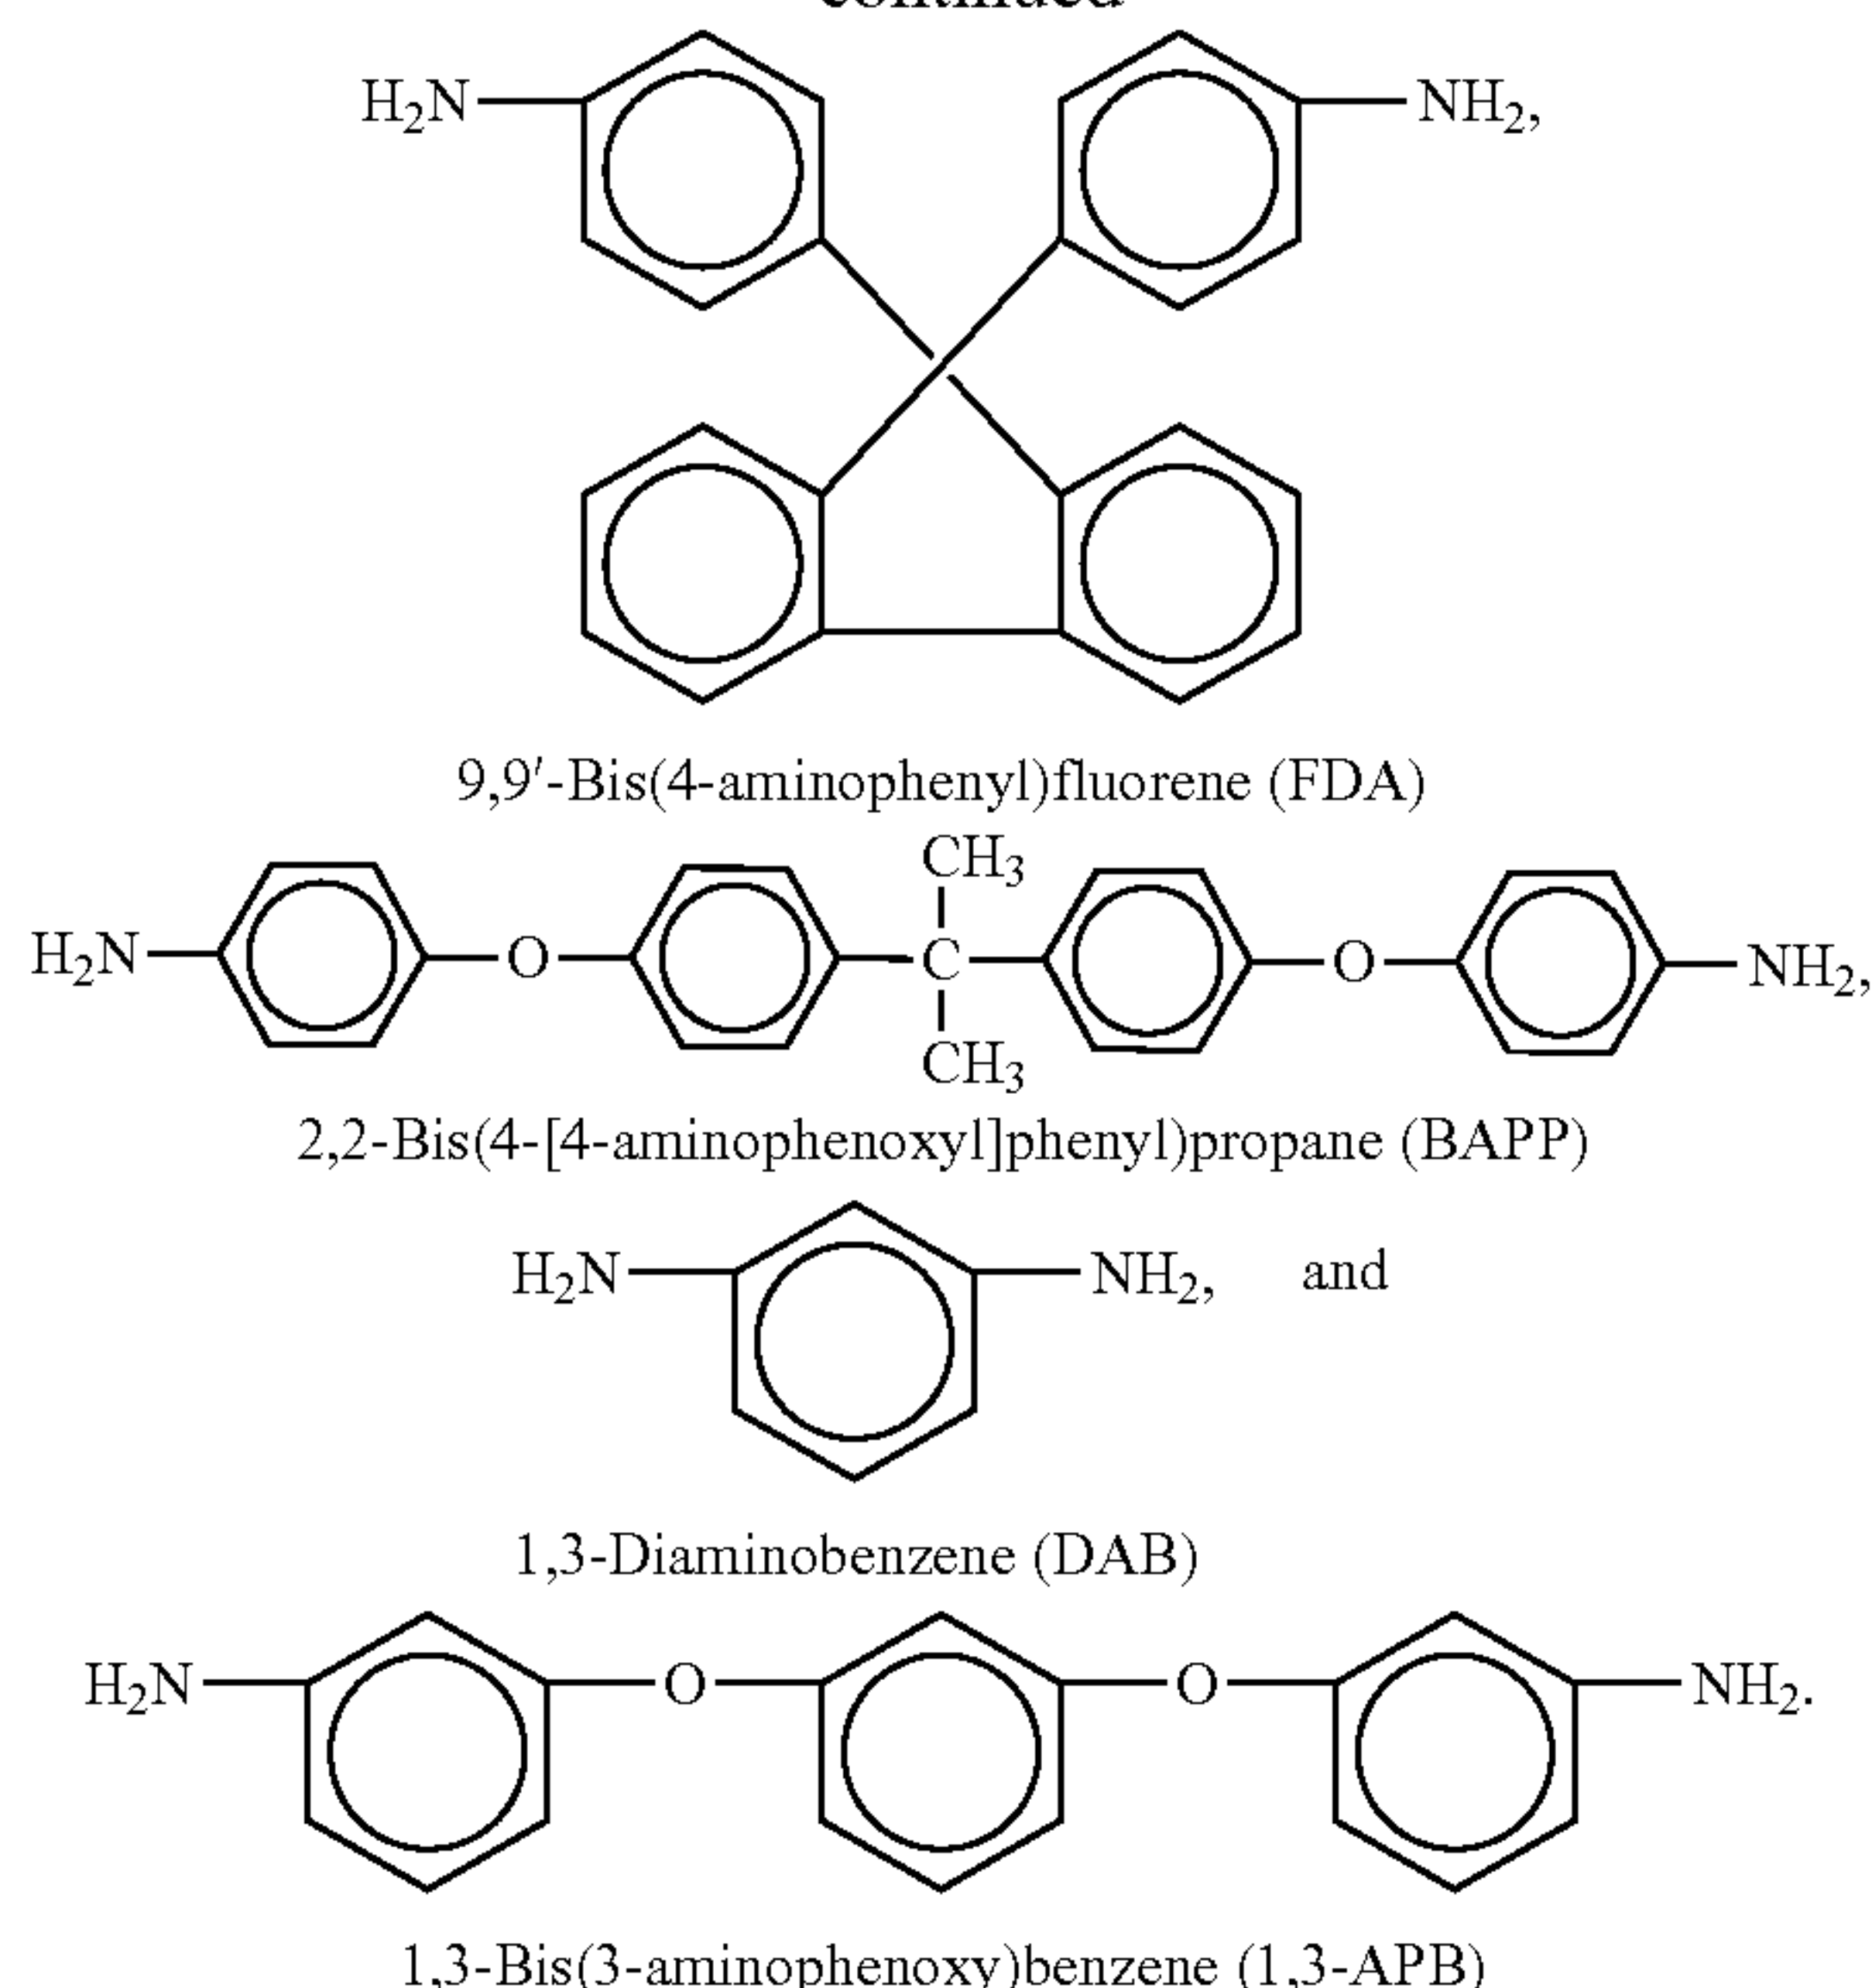 H₂N NH₂,
9,9′-Bis(4-aminophenyl)fluorene (FDA)
CH₃
H₂N O C O NH₂,
CH₃
2,2-Bis(4-[4-aminophenoxyl]phenyl)propane (BAPP)
H₂N NH₂, and
1,3-Diaminobenzene (DAB)
H₂N O O NH₂.
1,3-Bis(3-aminophenoxy)benzene (1,3-APB)